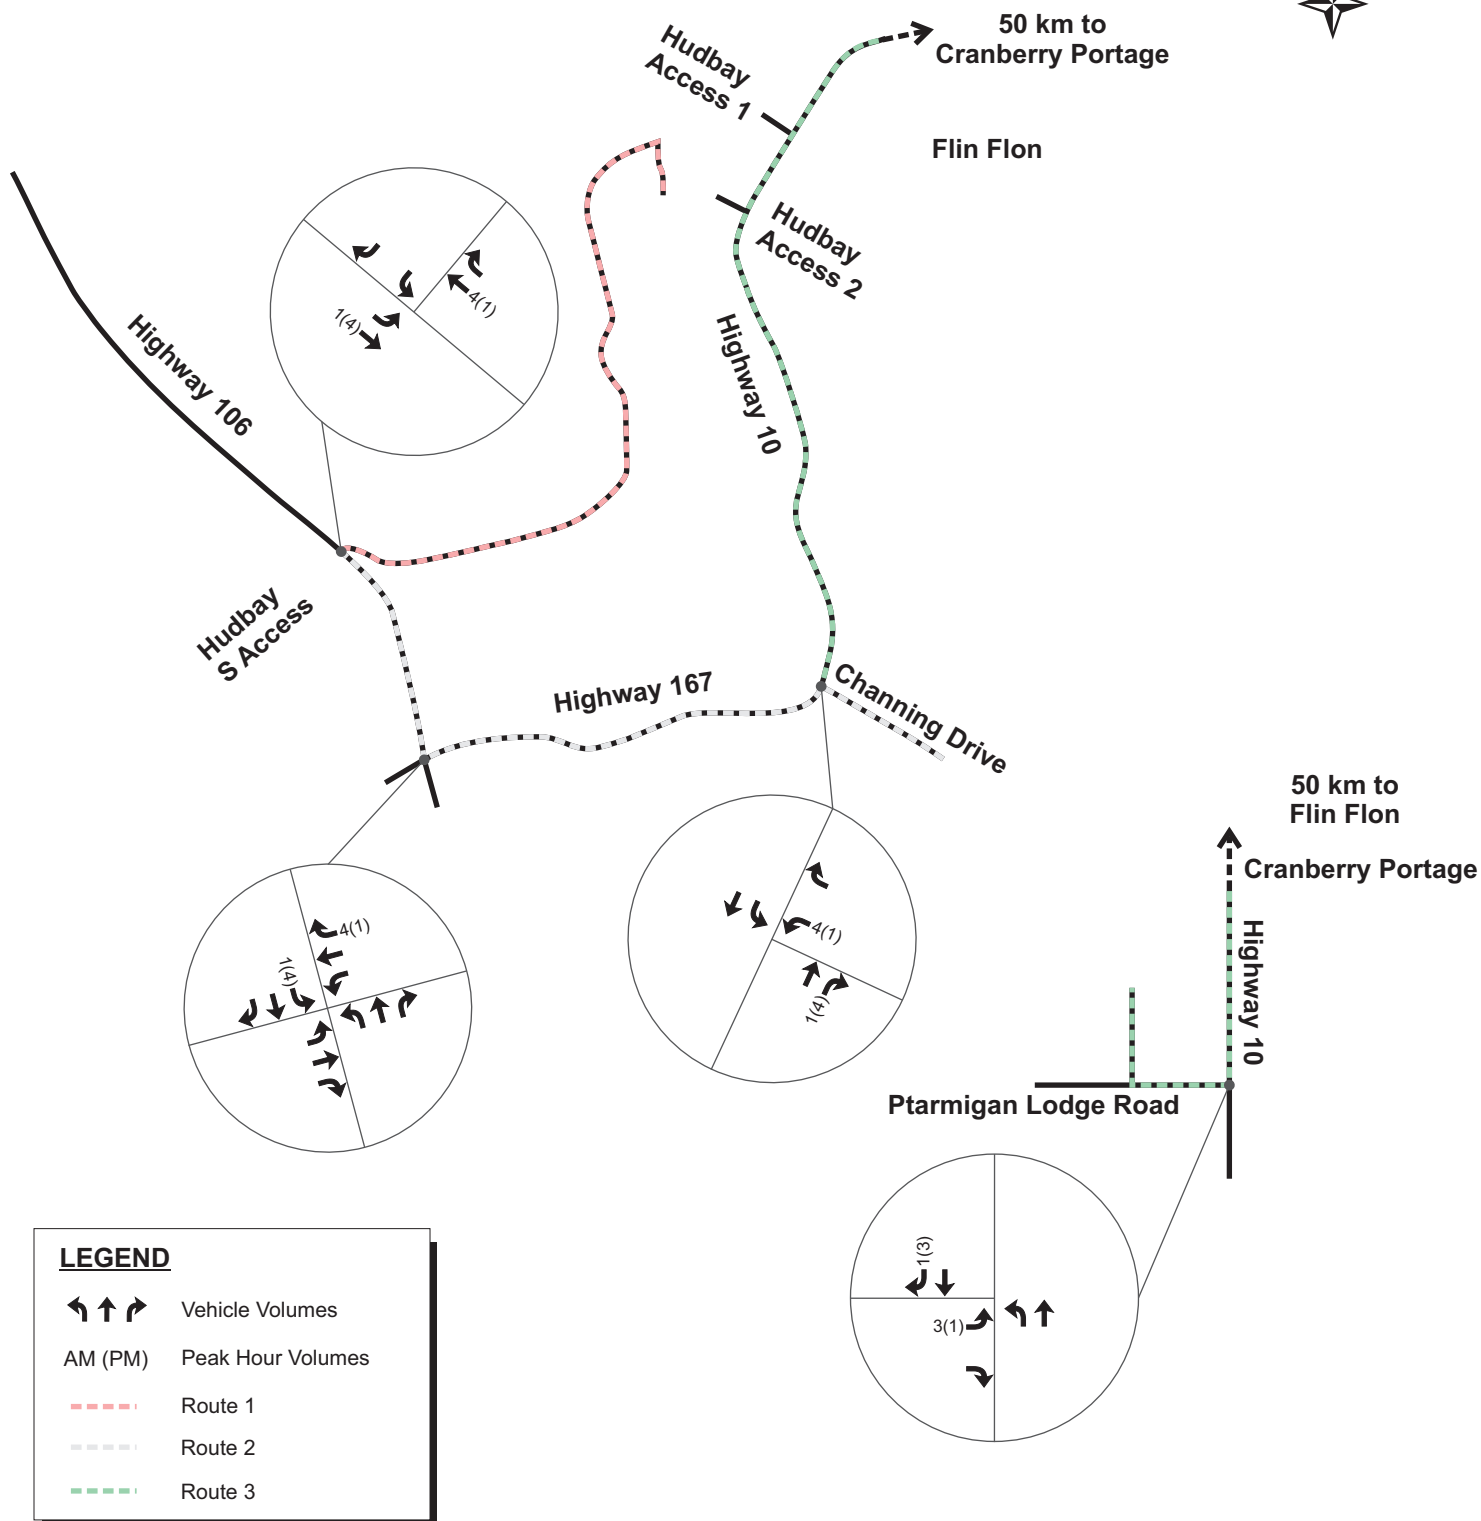 50 km to
Cranberry Portage
Hudbay
Access 1
Flin Flon
Hudbay
Access 2
4(1)
1(4)
Highway 106
Highway 10
Hudbay
S Access
Highway 167
Channing Drive
50 km to
Flin Flon
Cranberry Portage
4(1)
1(4)
4(1)
1(4)
Highway 10
Ptarmigan Lodge Road
1(3)
3(1)
LEGEND
Vehicle Volumes
AM (PM) Peak Hour Volumes
Route 1
Route 2
Route 3